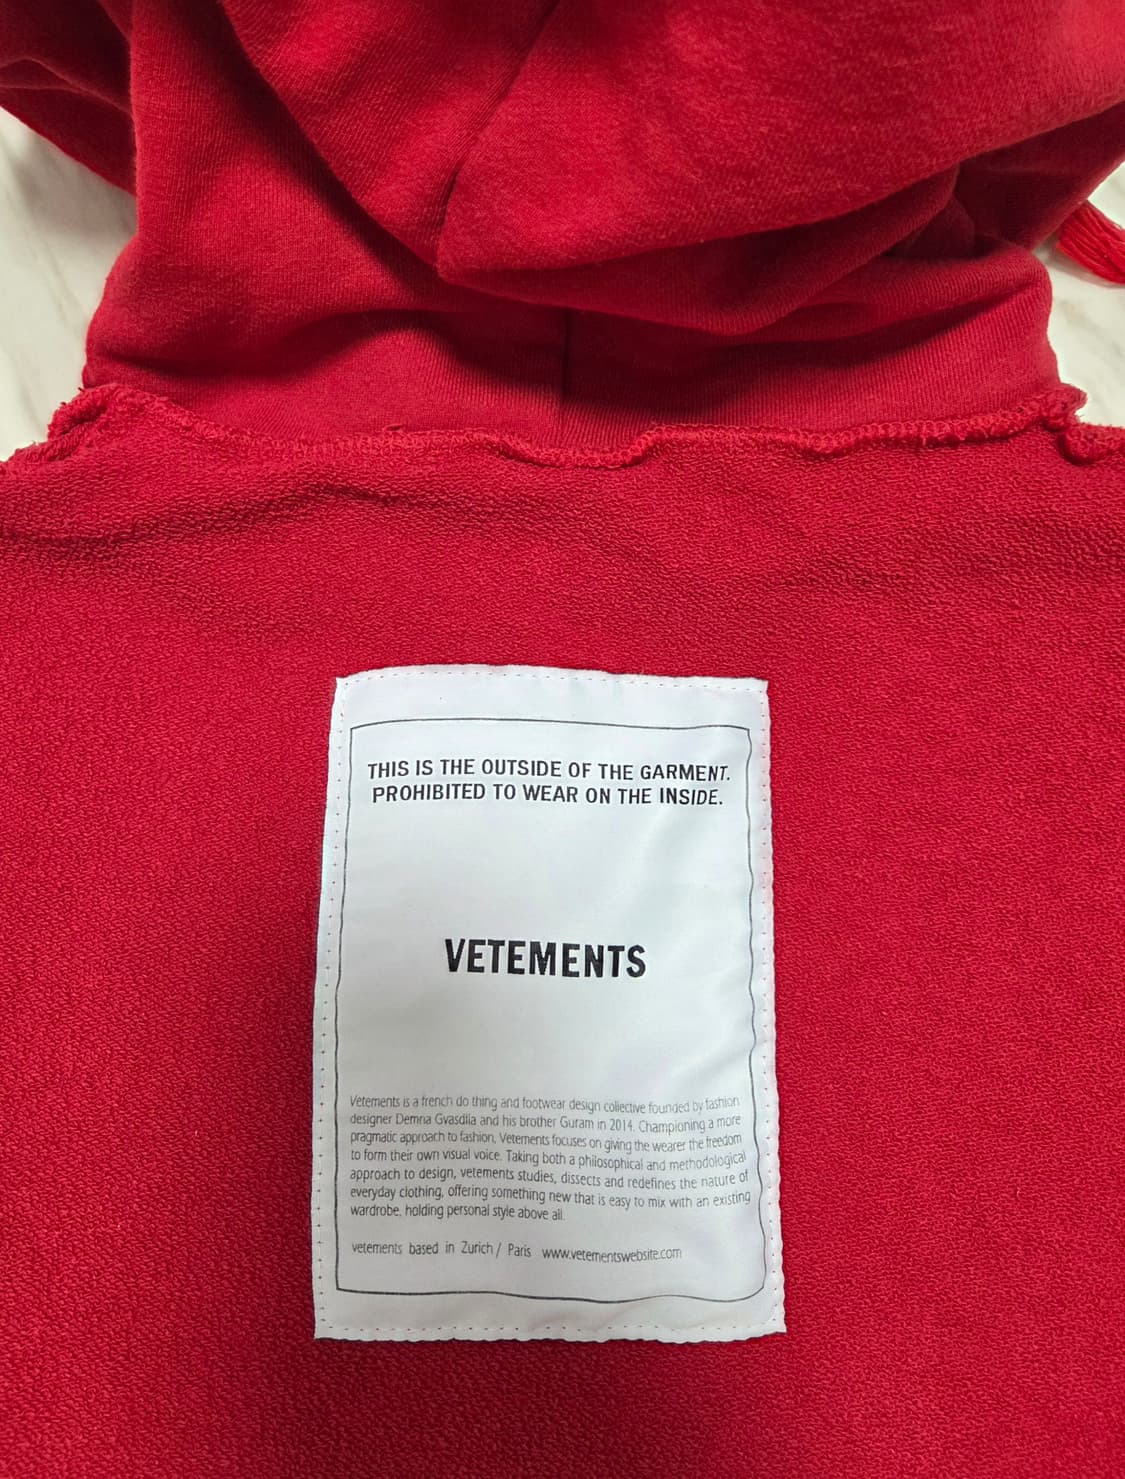 THIS IS THE OUTSIDE OF THE GARMENT.
PROHIBITED TO WEAR ON THE INSIDE.
VETEMENTS
Vetements is a french do thing and footwear design collective founded by fashion
designer Demna Gvasdlia and his brother Guram in 2014. Championing a more
pragmatic approach to fashion, Vetements focuses on giving the wearer the freedom
to form their own visual voice. Taking both a philosophical and methodological
approach to design, vetements studies, dissects and redefines the nature of
everyday clothing, offering something new that is easy to mix with an existing
wardrobe, holding personal style above all.
vetements based in Zurich / Paris www.vetementswebsite.com